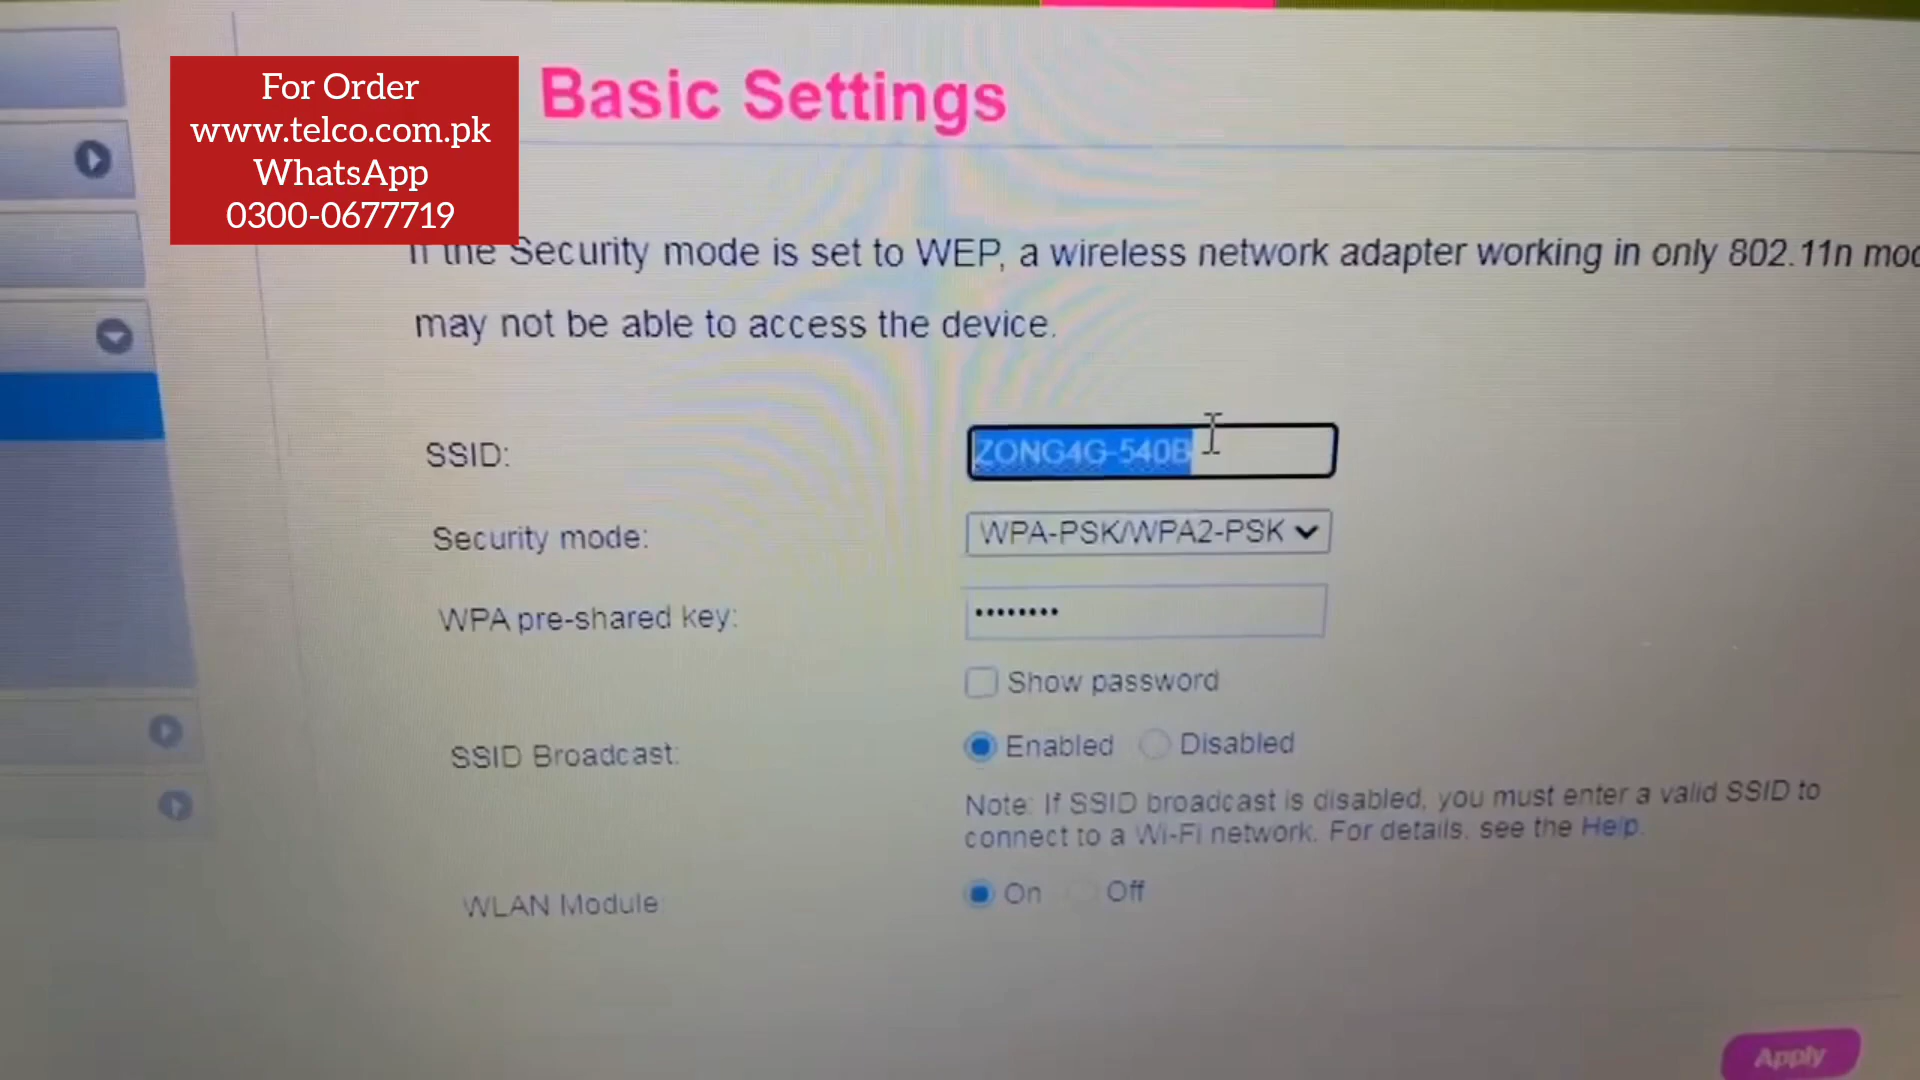 For Order
www.telco.com.pk
WhatsApp
0300-0677719
Basic Settings
If the Security mode is set to WEP, a wireless network adapter working in only 802.11n
may not be able to access the device.
SSID: ZONG4G-540B
Security mode: WPA-PSK/WPA2-PSK
WPA pre-shared key: ••••••••
Show password
SSID Broadcast: Enabled Disabled
Note: If SSID broadcast is disabled, you must enter a valid SSID to
connect to a Wi-Fi network. For details, see the Help.
WLAN Module On Off
Apply